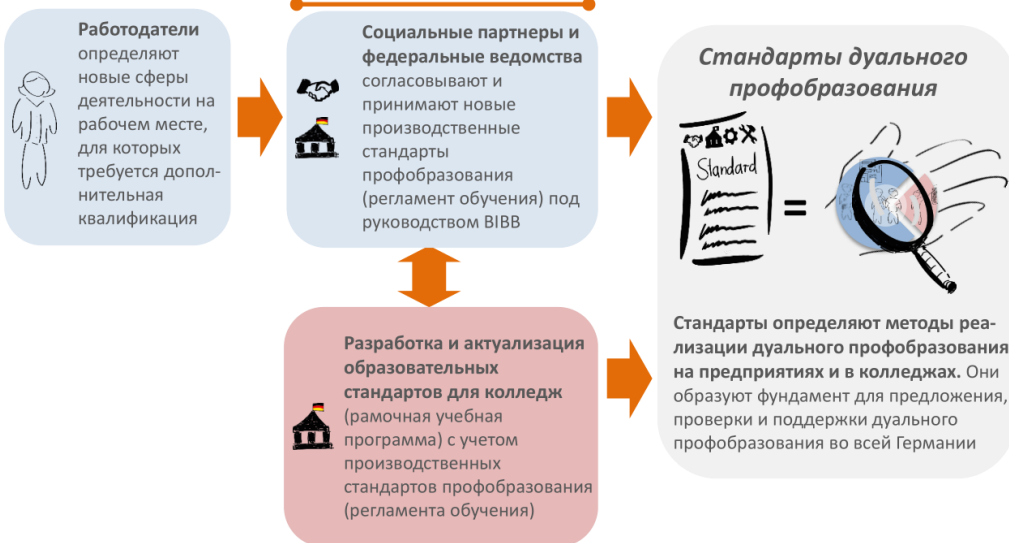 Работодатели
определяют
новые сферы
деятельности на
рабочем месте,
для которых
требуется допол-
нительная
квалификация
Социальные партнеры и
федеральные ведомства
согласовывают и
принимают новые
производственные
стандарты
профобразования
(регламент обучения) под
руководством BIBB
Разработка и актуализация
образовательных
стандартов для колледж
(рамочная учебная
программа) с учетом
производственных
стандартов профобразования
(регламента обучения)
Стандарты дуального
профобразования
Standard
=
Стандарты определяют методы реа-
лизации дуального профобразования
на предприятиях и в колледжах. Они
образуют фундамент для предложения,
проверки и поддержки дуального
профобразования во всей Германии